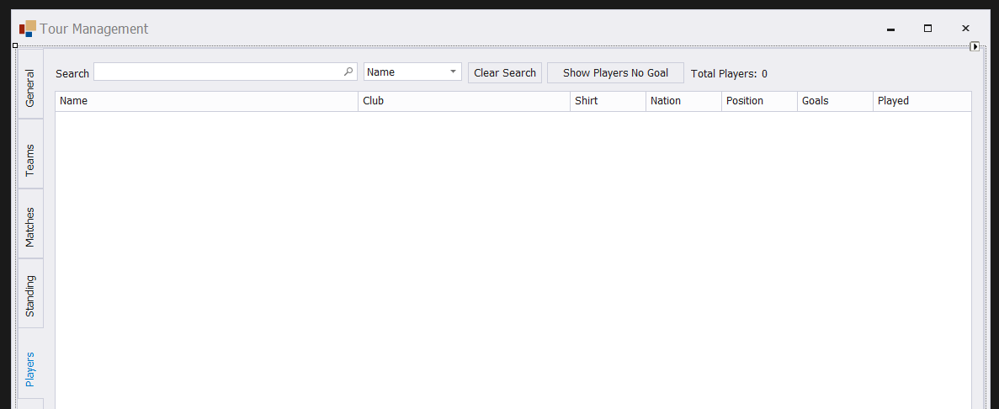 Tour Management
General
Teams
Matches
Standing
Players
Search
Name
Clear Search
Show Players No Goal
Total Players: 0
Name Club Shirt Nation Position Goals Played